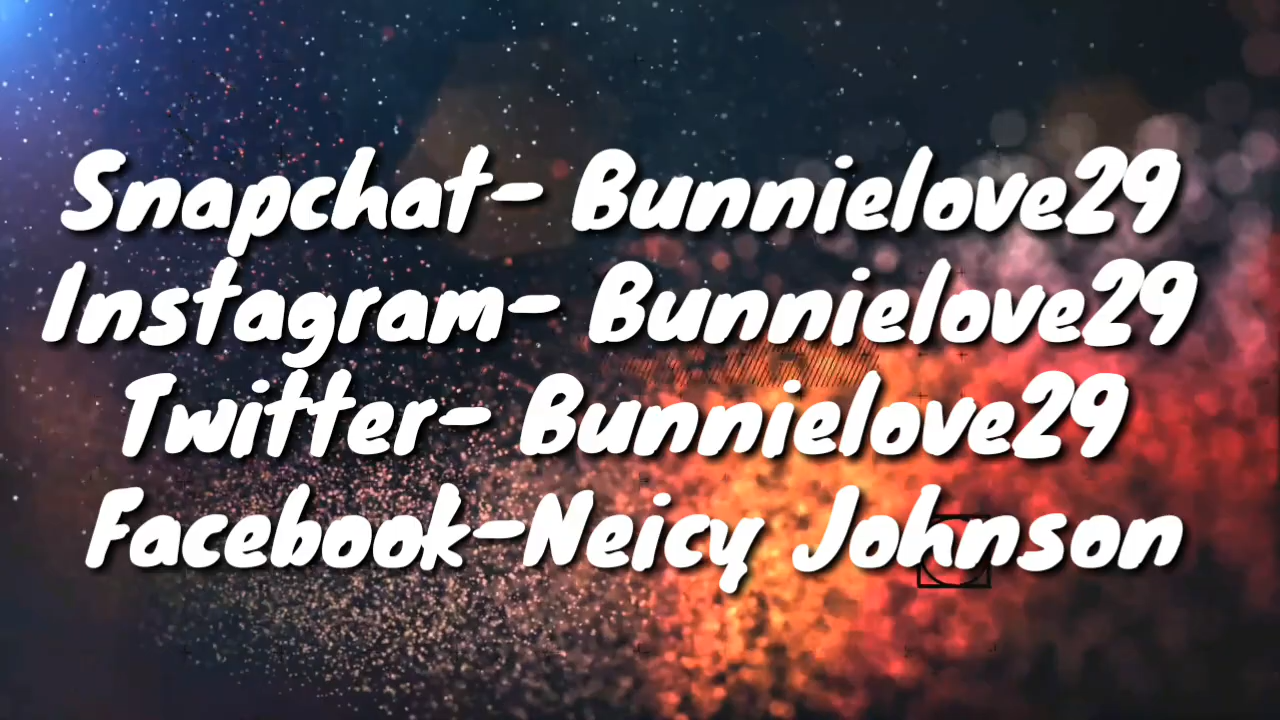 Snapchat- Bunnielove29
Instagram- Bunnielove29
Twitter- Bunnielove29
Facebook-Neicy Johnson